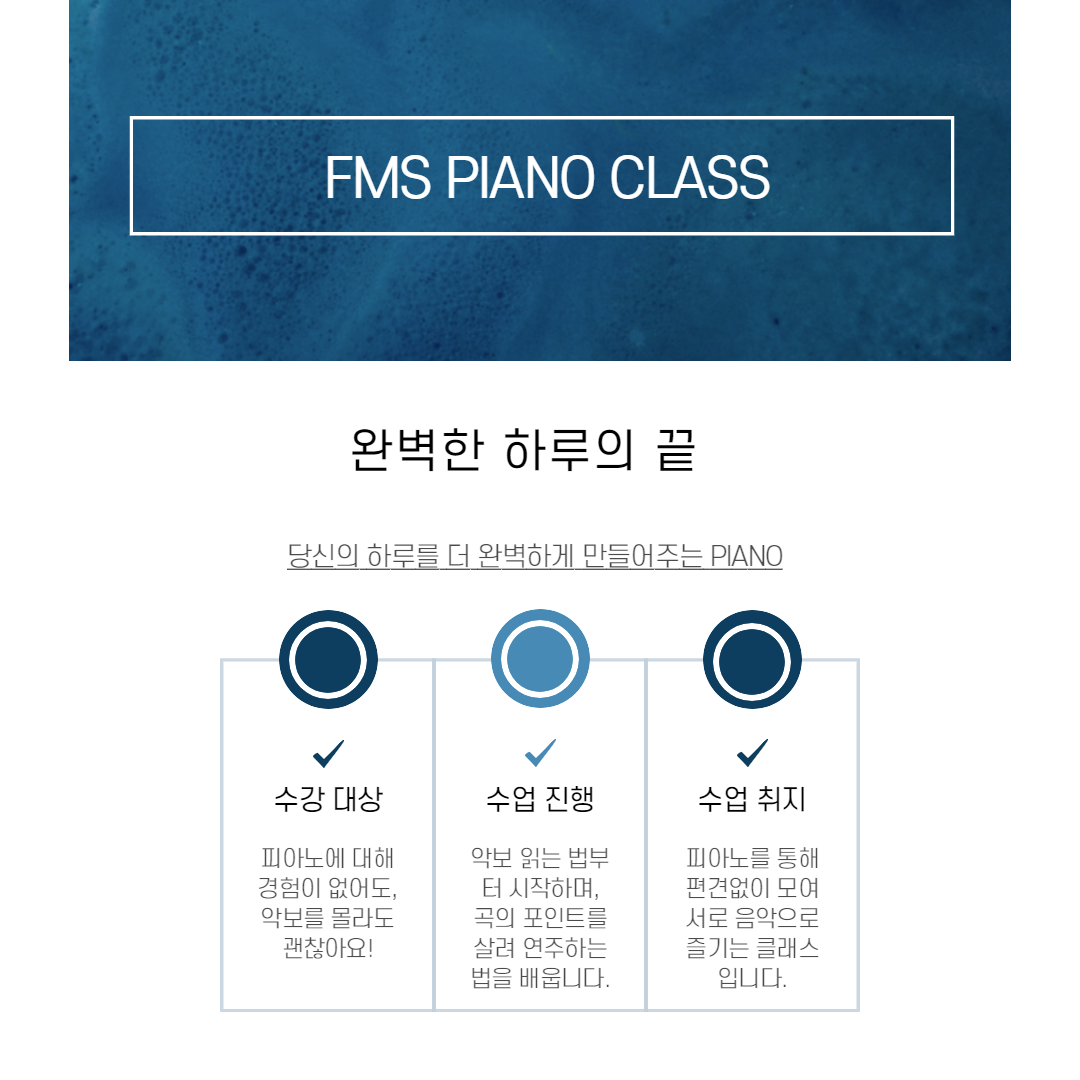 FMS PIANO CLASS
완벽한 하루의 끝
당신의 하루를 더 완벽하게 만들어주는 PIANO
수강 대상
피아노에 대해
경험이 없어도,
악보를 몰라도
괜찮아요!
수업 진행
악보 읽는 법부
터 시작하며,
곡의 포인트를
살려 연주하는
법을 배웁니다.
수업 취지
피아노를 통해
편견없이 모여
서로 음악으로
즐기는 클래스
입니다.